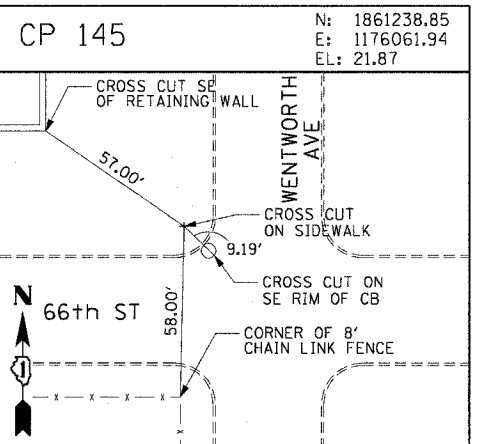 CP 145
N: 1861238.85
E: 1176061.94
EL: 21.87
CROSS CUT SE
OF RETAINING WALL
WENTWORTH
AVE
57.00'
CROSS CUT
ON SIDEWALK
9.19'
CROSS CUT ON
SE RIM OF CB
N
66th ST
58.00'
CORNER OF 8'
CHAIN LINK FENCE
1
x x x x
x